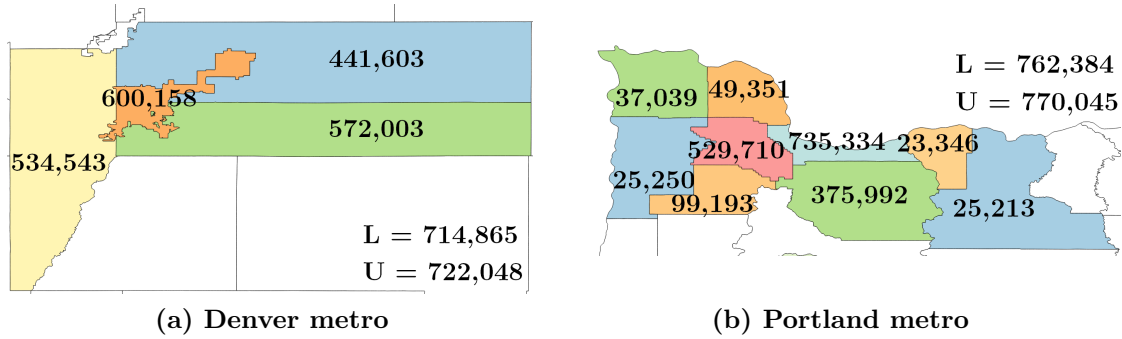 441,603
600,158
572,003
534,543
L = 714,865
U = 722,048
(a) Denver metro
L = 762,384
U = 770,045
37,039
49,351
735,334
23,346
529,710
25,250
99,193
375,992
25,213
(b) Portland metro